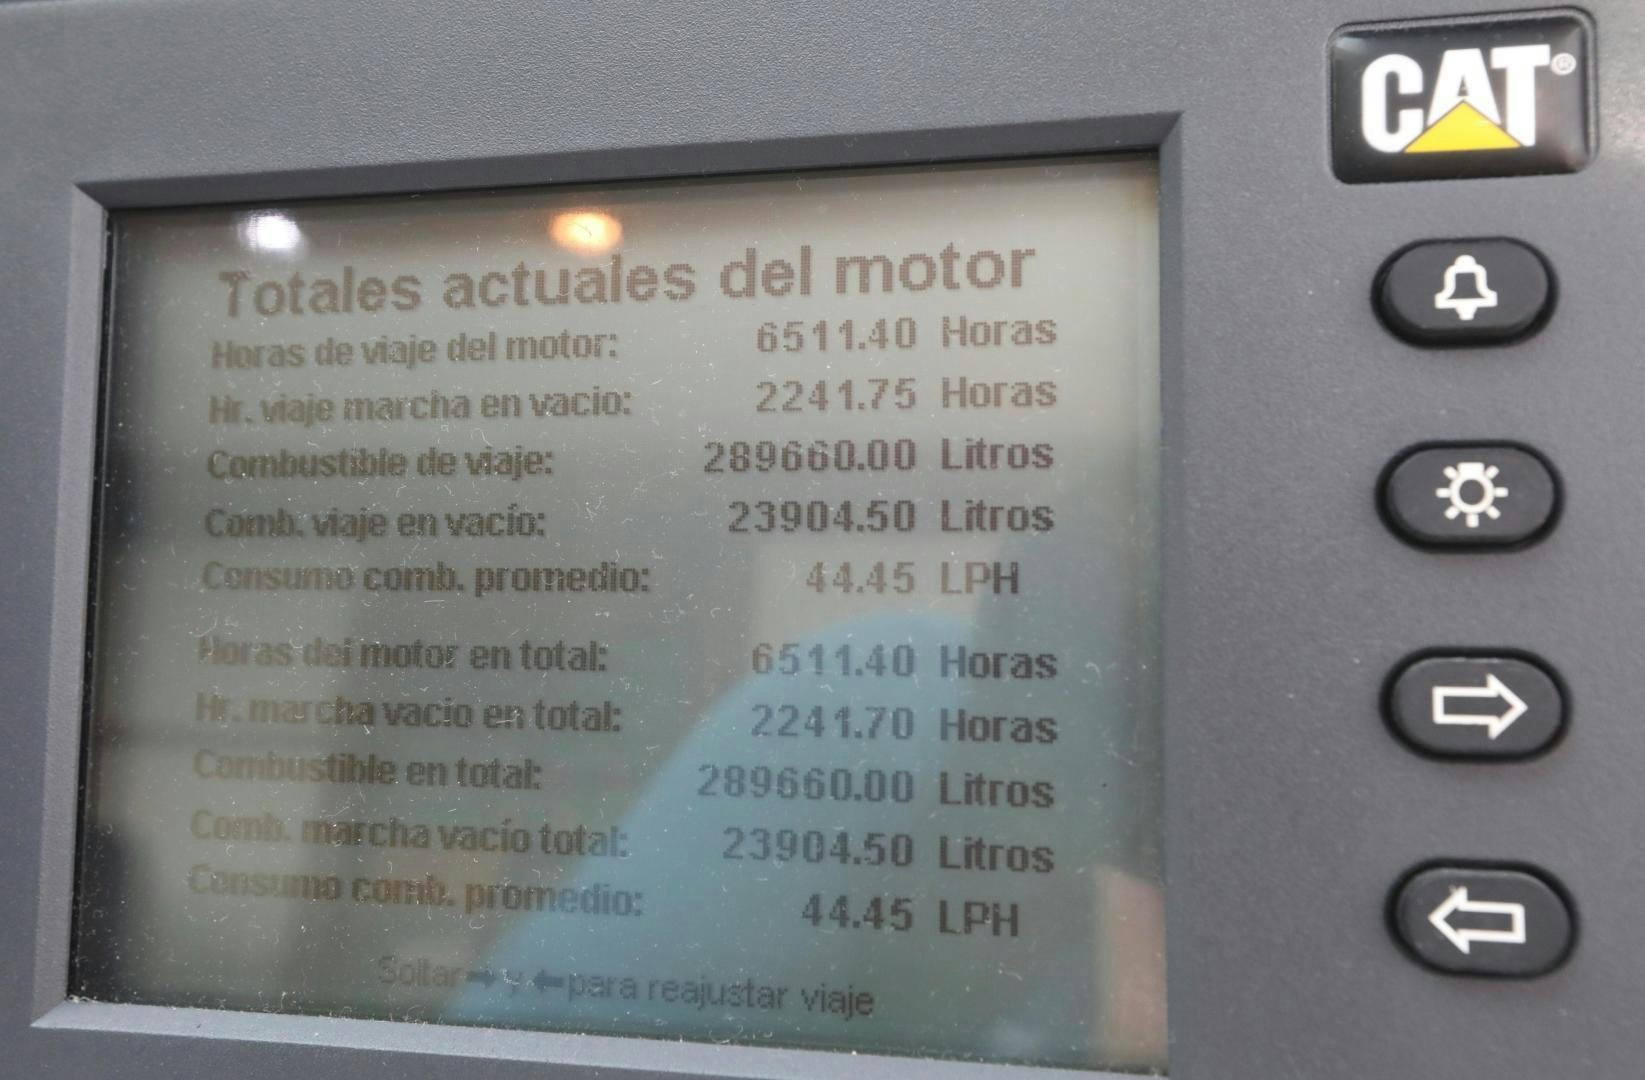 CAT®
Totales actuales del motor
Horas de viaje del motor: 6511.40 Horas
Hr. viaje marcha en vacio: 2241.75 Horas
Combustible de viaje: 289660.00 Litros
Comb. viaje en vacío: 23904.50 Litros
Consumo comb. promedio: 44.45 LPH
Horas del motor en total: 6511.40 Horas
Hr. marcha vacio en total: 2241.70 Horas
Combustible en total: 289660.00 Litros
Comb. marcha vacío total: 23904.50 Litros
Consumo comb. promedio: 44.45 LPH
Soltar → y ← para reajustar viaje